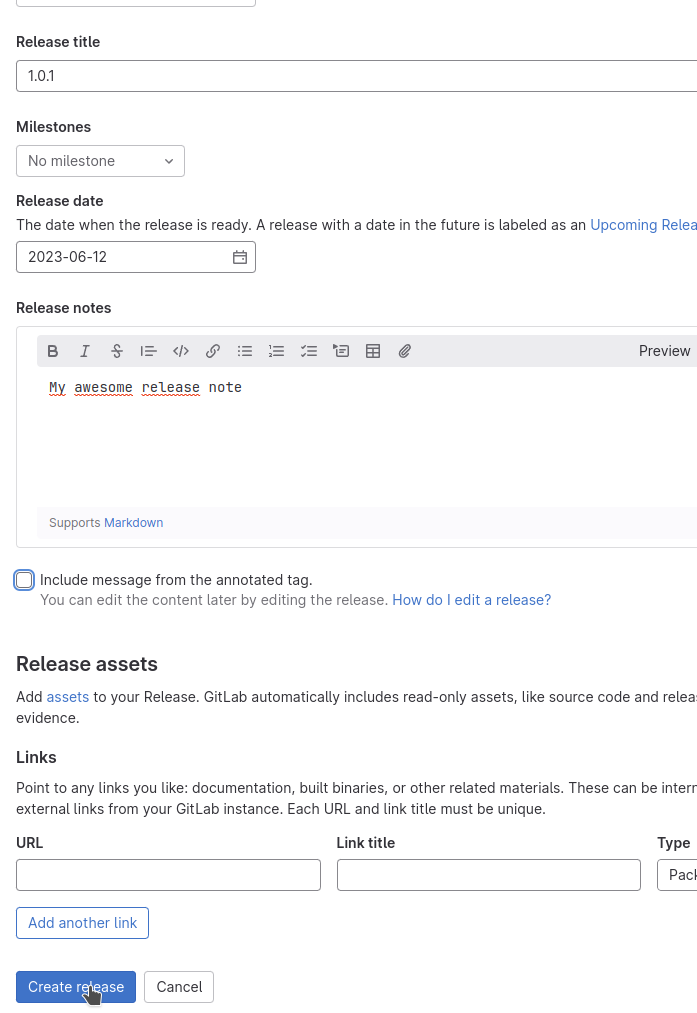 Release title
1.0.1
Milestones
No milestone
Release date
The date when the release is ready. A release with a date in the future is labeled as an Upcoming Relea
2023-06-12
Release notes
Preview
My awesome release note
Supports Markdown
Include message from the annotated tag.
You can edit the content later by editing the release. How do I edit a release?
Release assets
Add assets to your Release. GitLab automatically includes read-only assets, like source code and relea
evidence.
Links
Point to any links you like: documentation, built binaries, or other related materials. These can be intern
external links from your GitLab instance. Each URL and link title must be unique.
URL Link title Type
Pack
Add another link
Create release Cancel